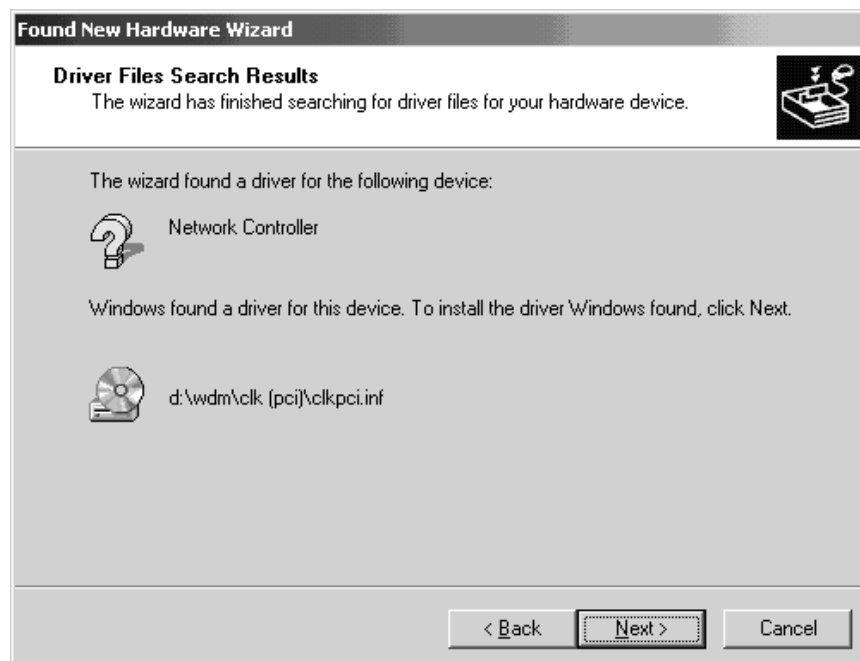 Found New Hardware Wizard
Driver Files Search Results
The wizard has finished searching for driver files for your hardware device.
The wizard found a driver for the following device:
Network Controller
Windows found a driver for this device. To install the driver Windows found, click Next.
d:\wdm\clk (pci)\clkpci.inf
< Back
Next >
Cancel